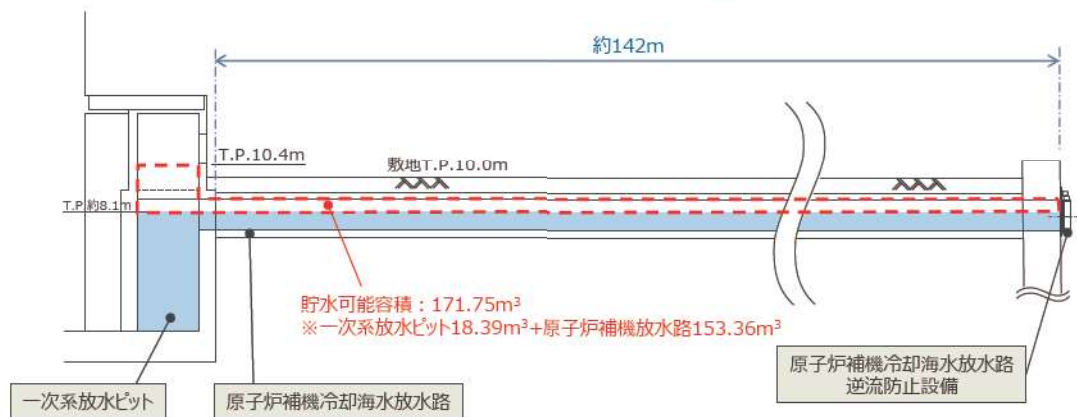 約142m
T.P.10.4m
敷地T.P.10.0m
T.P.約8.1m
貯水可能容積：171.75m³
※一次系放水ピット18.39m³+原子炉補機放水路153.36m³
一次系放水ピット
原子炉補機冷却海水放水路
原子炉補機冷却海水放水路
逆流防止設備